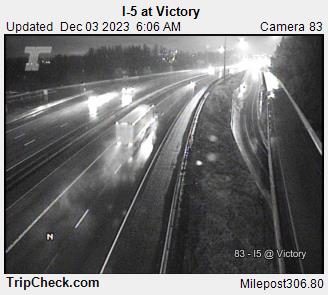 I-5 at Victory
Updated Dec 03 2023 6:06 AM Camera 83
T
N
83 - I5 @ Victory
TripCheck.com Milepost306.80